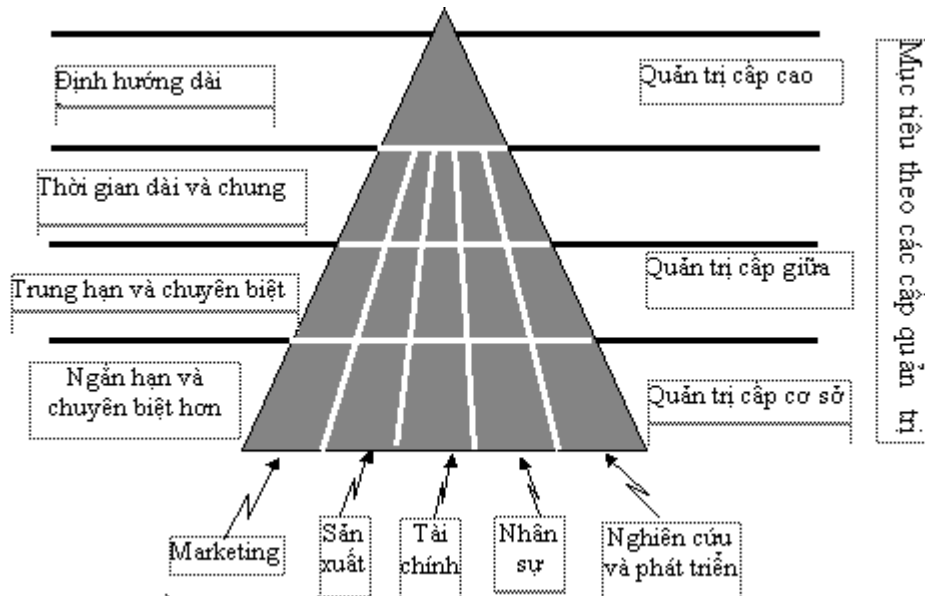 Định hướng dài
Quản trị cấp cao
Thời gian dài và chung
Trung hạn và chuyên biệt
Quản trị cấp giữa
Ngắn hạn và
chuyên biệt hơn
Quản trị cấp cơ sở
Mục tiêu theo các cấp quản trị
Marketing
Sản
xuất
Tài
chính
Nhân
sự
Nghiên cứu
và phát triển